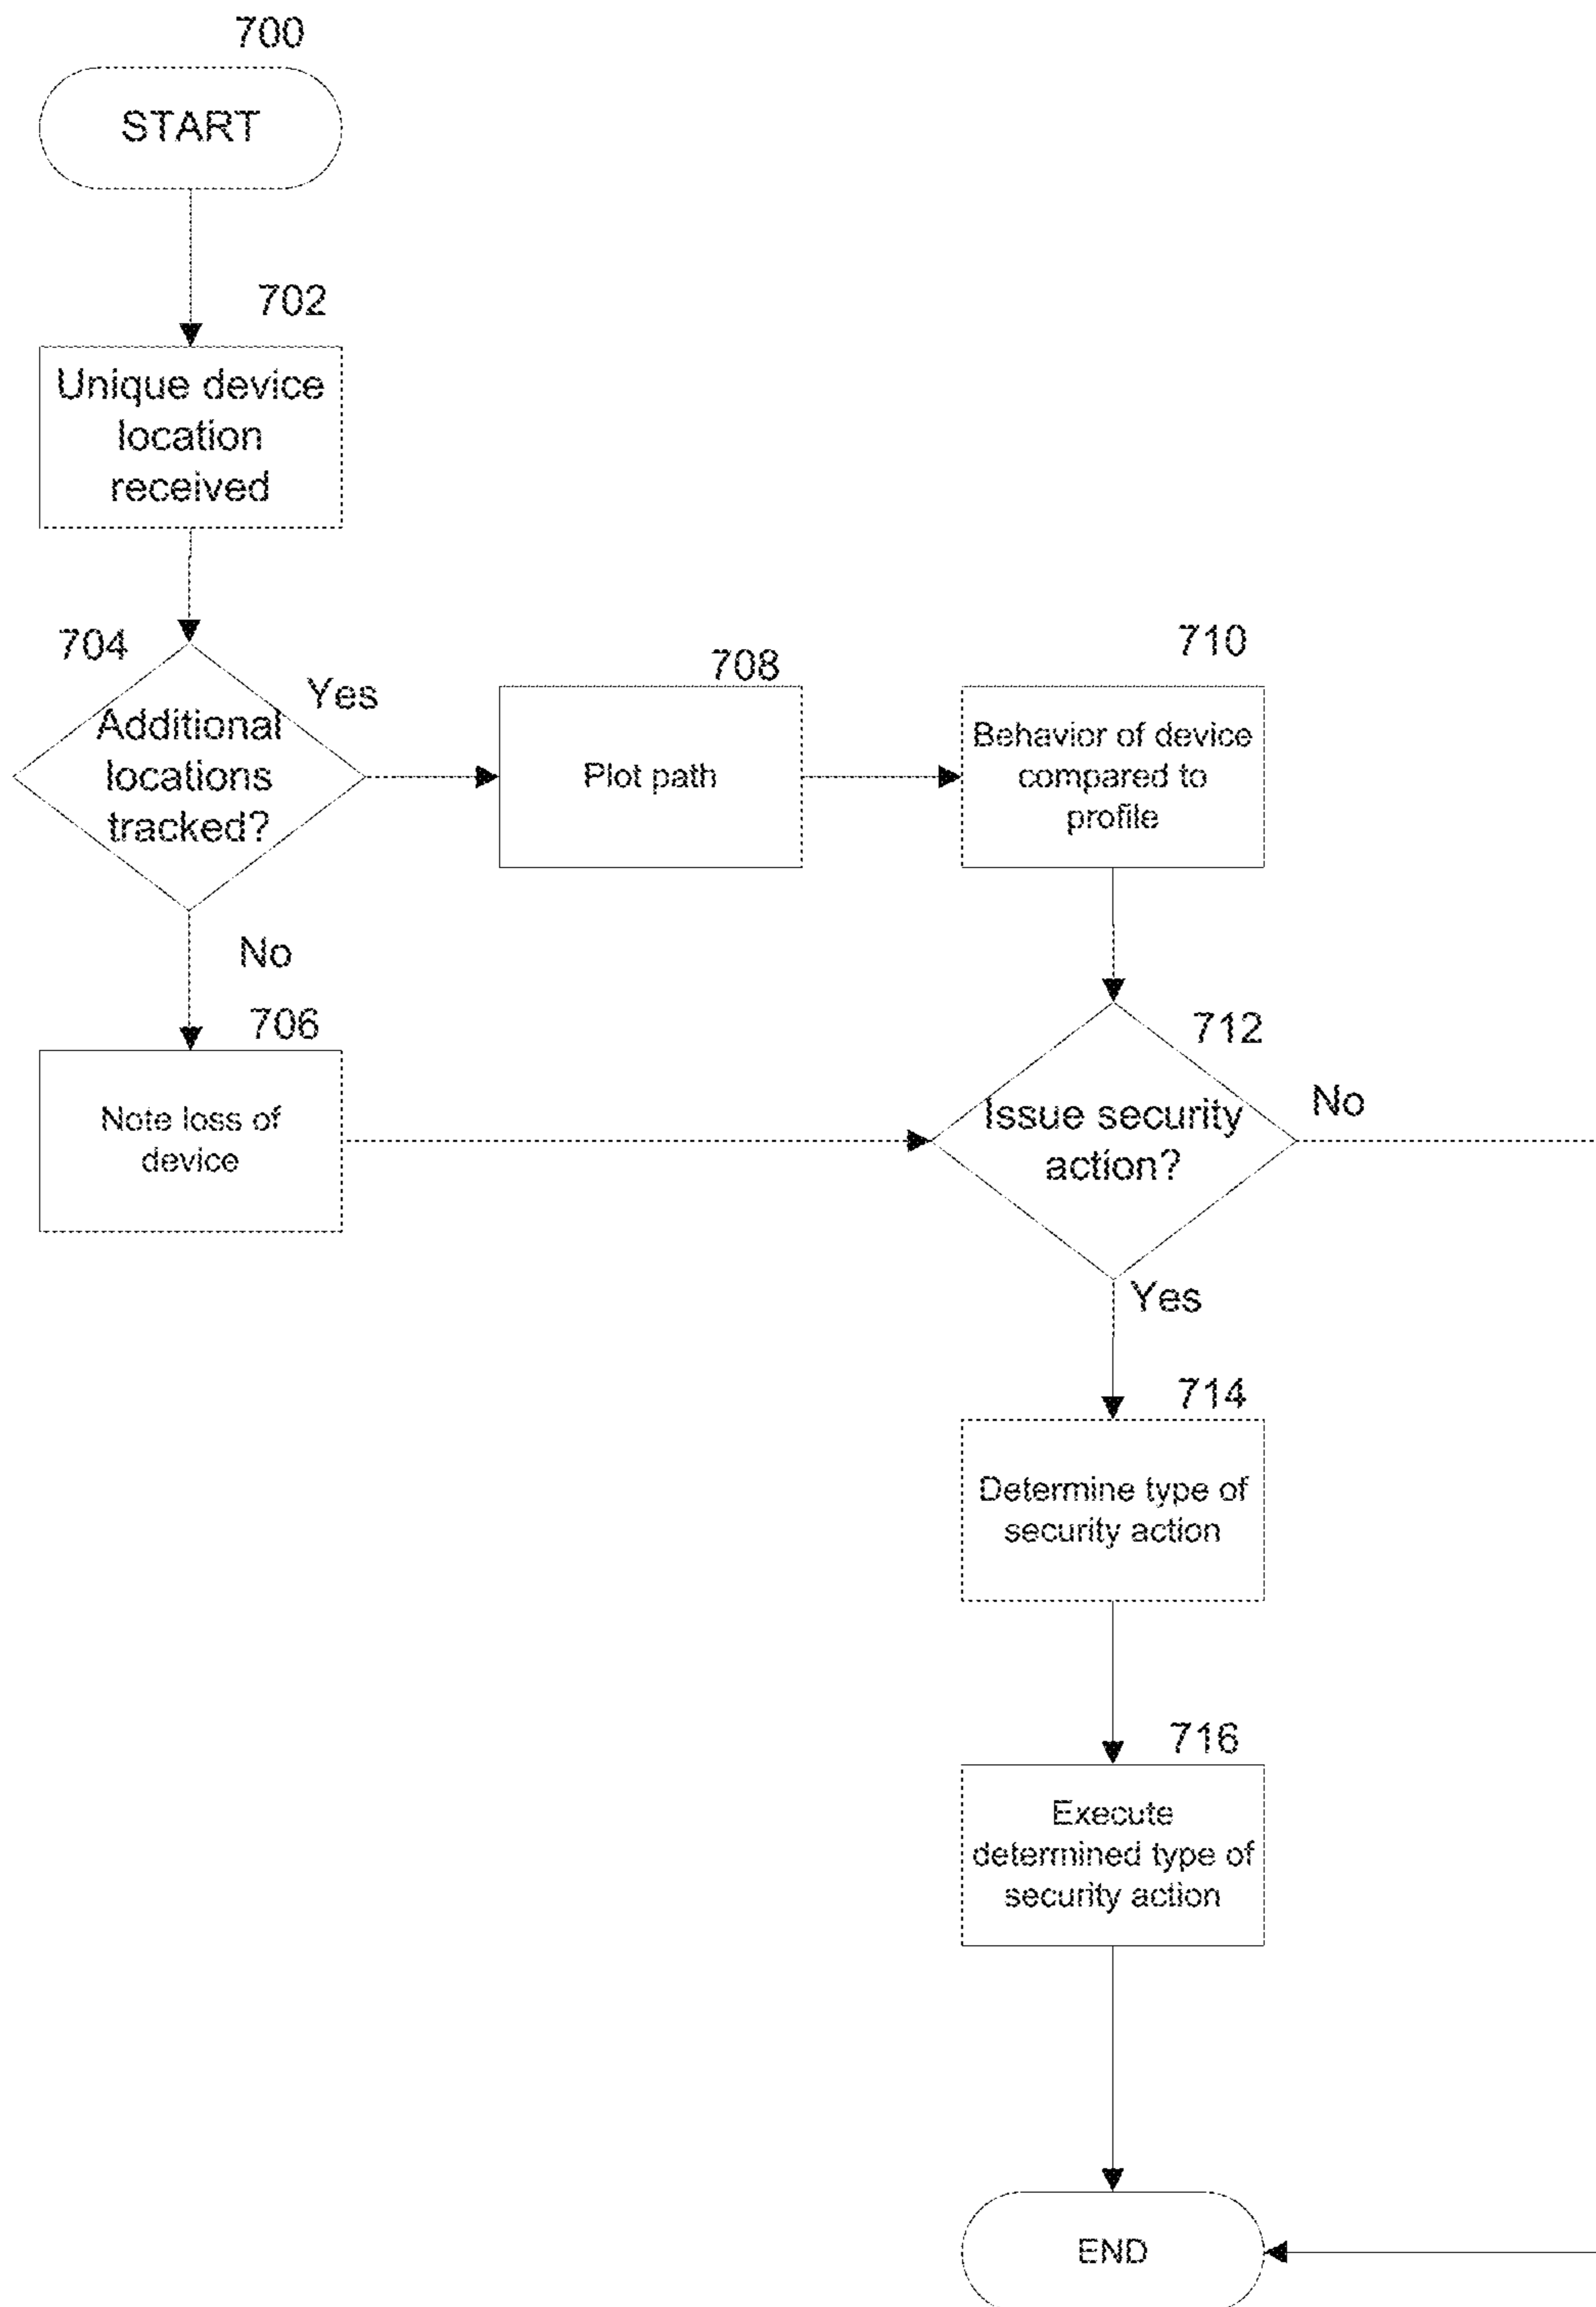 700
START
702
Unique device
location
received
704
Additional
locations
tracked?
Yes
708
Plot path
710
Behavior of device
compared to
profile
No
706
Note loss of
device
712
Issue security
action?
No
Yes
714
Determine type of
security action
716
Execute
determined type of
security action
END